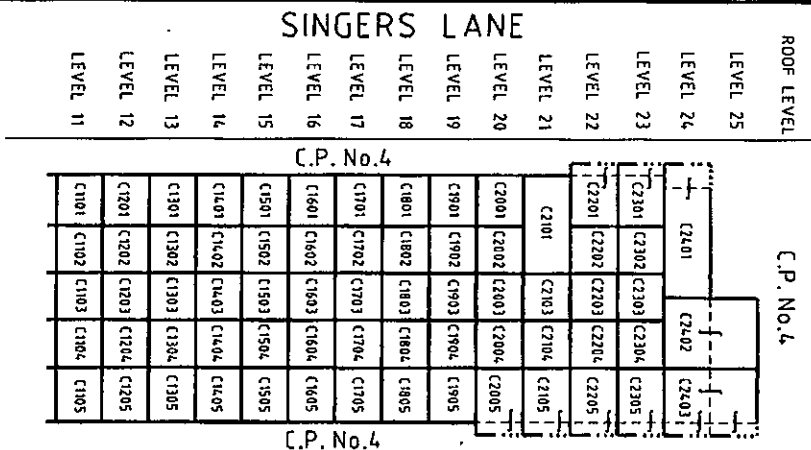 SINGERS LANE
LEVEL 11 LEVEL 12 LEVEL 13 LEVEL 14 LEVEL 15 LEVEL 16 LEVEL 17 LEVEL 18 LEVEL 19 LEVEL 20 LEVEL 21 LEVEL 22 LEVEL 23 LEVEL 24 LEVEL 25 ROOF LEVEL
C.P. No.4
C1101 C1201 C1301 C1401 C1501 C1601 C1701 C1801 C1901 C2001 C2101 C2201 C2301 C2401
C.P. No.4
C1102 C1202 C1302 C1402 C1502 C1602 C1702 C1802 C1902 C2002 C2202 C2302
C1103 C1203 C1303 C1403 C1503 C1603 C1703 C1803 C1903 C2003 C2103 C2203 C2303
C1104 C1204 C1304 C1404 C1504 C1604 C1704 C1804 C1904 C2004 C2104 C2204 C2304 C2402
C1105 C1205 C1305 C1405 C1505 C1605 C1705 C1805 C1905 C2005 C2105 C2205 C2305 C2403
C.P. No.4